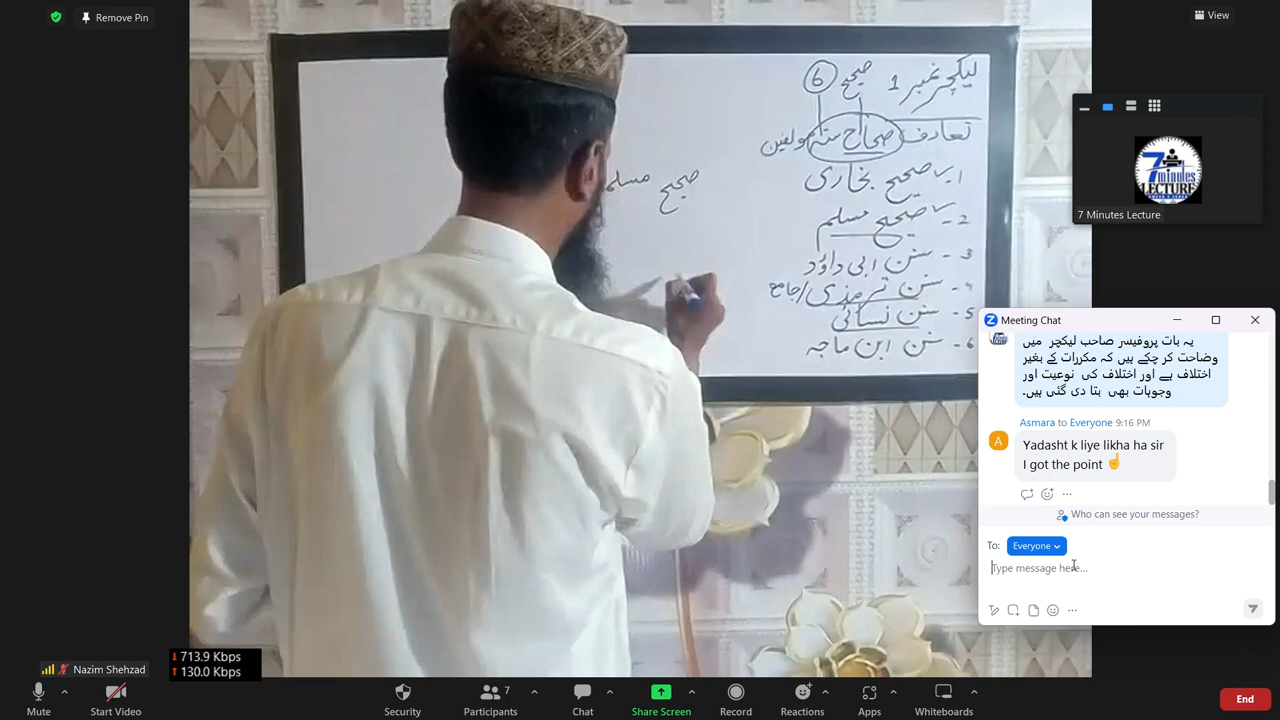 Remove Pin
View
لیکچر نمبر 1
صحیح 6
تعارف صحاح ستہ مولفین
1۔ صحیح بخاری
2۔ صحیح مسلم
3۔ سنن ابی داؤد
4۔ سنن ترمذی/جامع
5۔ سنن نسائی
6۔ سنن ابن ماجہ
صحیح مسلم
7 minutes
LECTURE
7 Minutes Lecture
Meeting Chat
یہ بات پروفیسر صاحب لیکچر میں
وضاحت کر چکے ہیں کہ مکررات کے بغیر
اختلاف ہے اور اختلاف کی نوعیت اور
وجوہات بھی بتا دی گئی ہیں.
Asmara to Everyone 9:16 PM
A
Yadasht k liye likha ha sir
I got the point ☝
Who can see your messages?
To: Everyone
Type message here...
Nazim Shehzad
713.9 Kbps
130.0 Kbps
Mute
Start Video
Security
Participants 7
Chat
Share Screen
Record
Reactions
Apps
Whiteboards
End